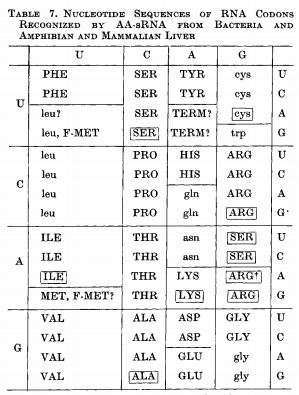 TABLE 7. NUCLEOTIDE SEQUENCES OF RNA CODONS
RECOGNIZED BY AA-sRNA FROM BACTERIA AND
AMPHIBIAN AND MAMMALIAN LIVER
U C A G
PHE SER TYR cys U
PHE SER TYR cys C
U
leu? SER TERM? cys A
leu, F-MET SER TERM? trp G
leu PRO HIS ARG U
leu PRO HIS ARG C
C
leu PRO gln ARG A
leu PRO gln ARG G
ILE THR asn SER U
ILE THR asn SER C
A
ILE THR LYS ARG† A
MET, F-MET? THR LYS ARG G
VAL ALA ASP GLY U
VAL ALA ASP GLY C
G
VAL ALA GLU gly A
VAL ALA GLU gly G